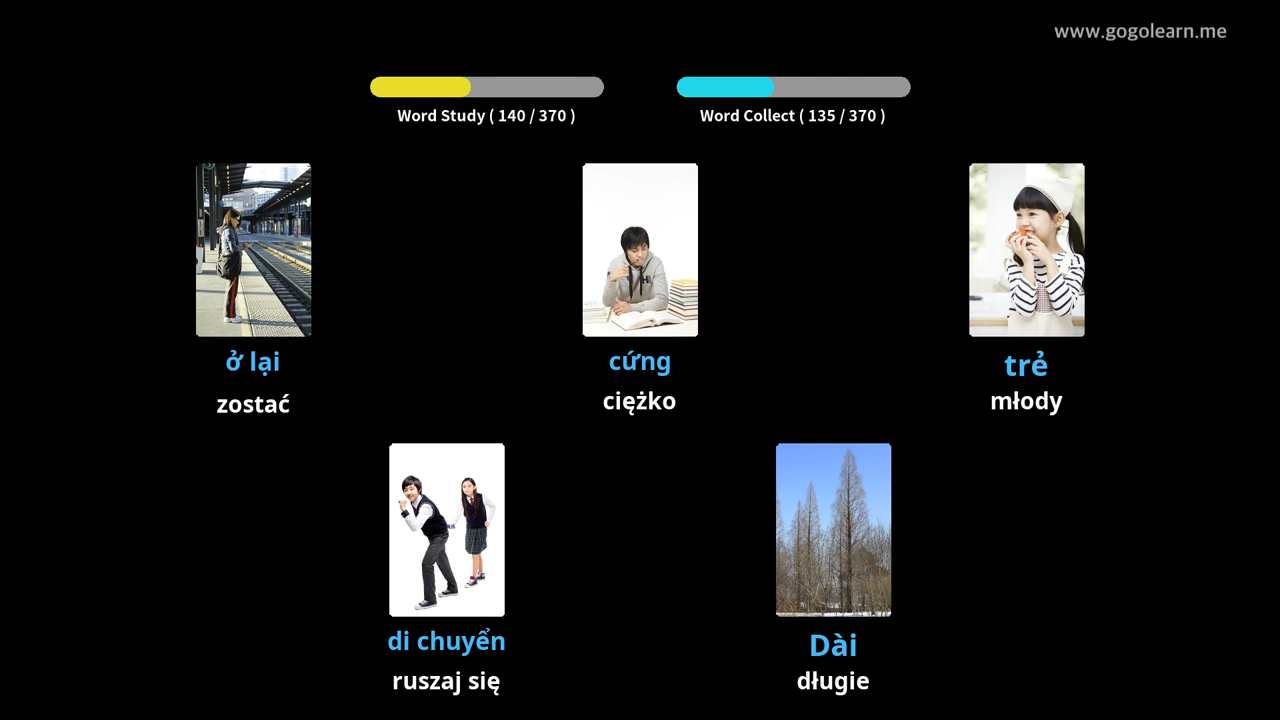 www.gogolearn.me
Word Study ( 140 / 370 )
Word Collect ( 135 / 370 )
ở lại
zostać
cứng
ciężko
trẻ
młody
di chuyển
ruszaj się
Dài
długie